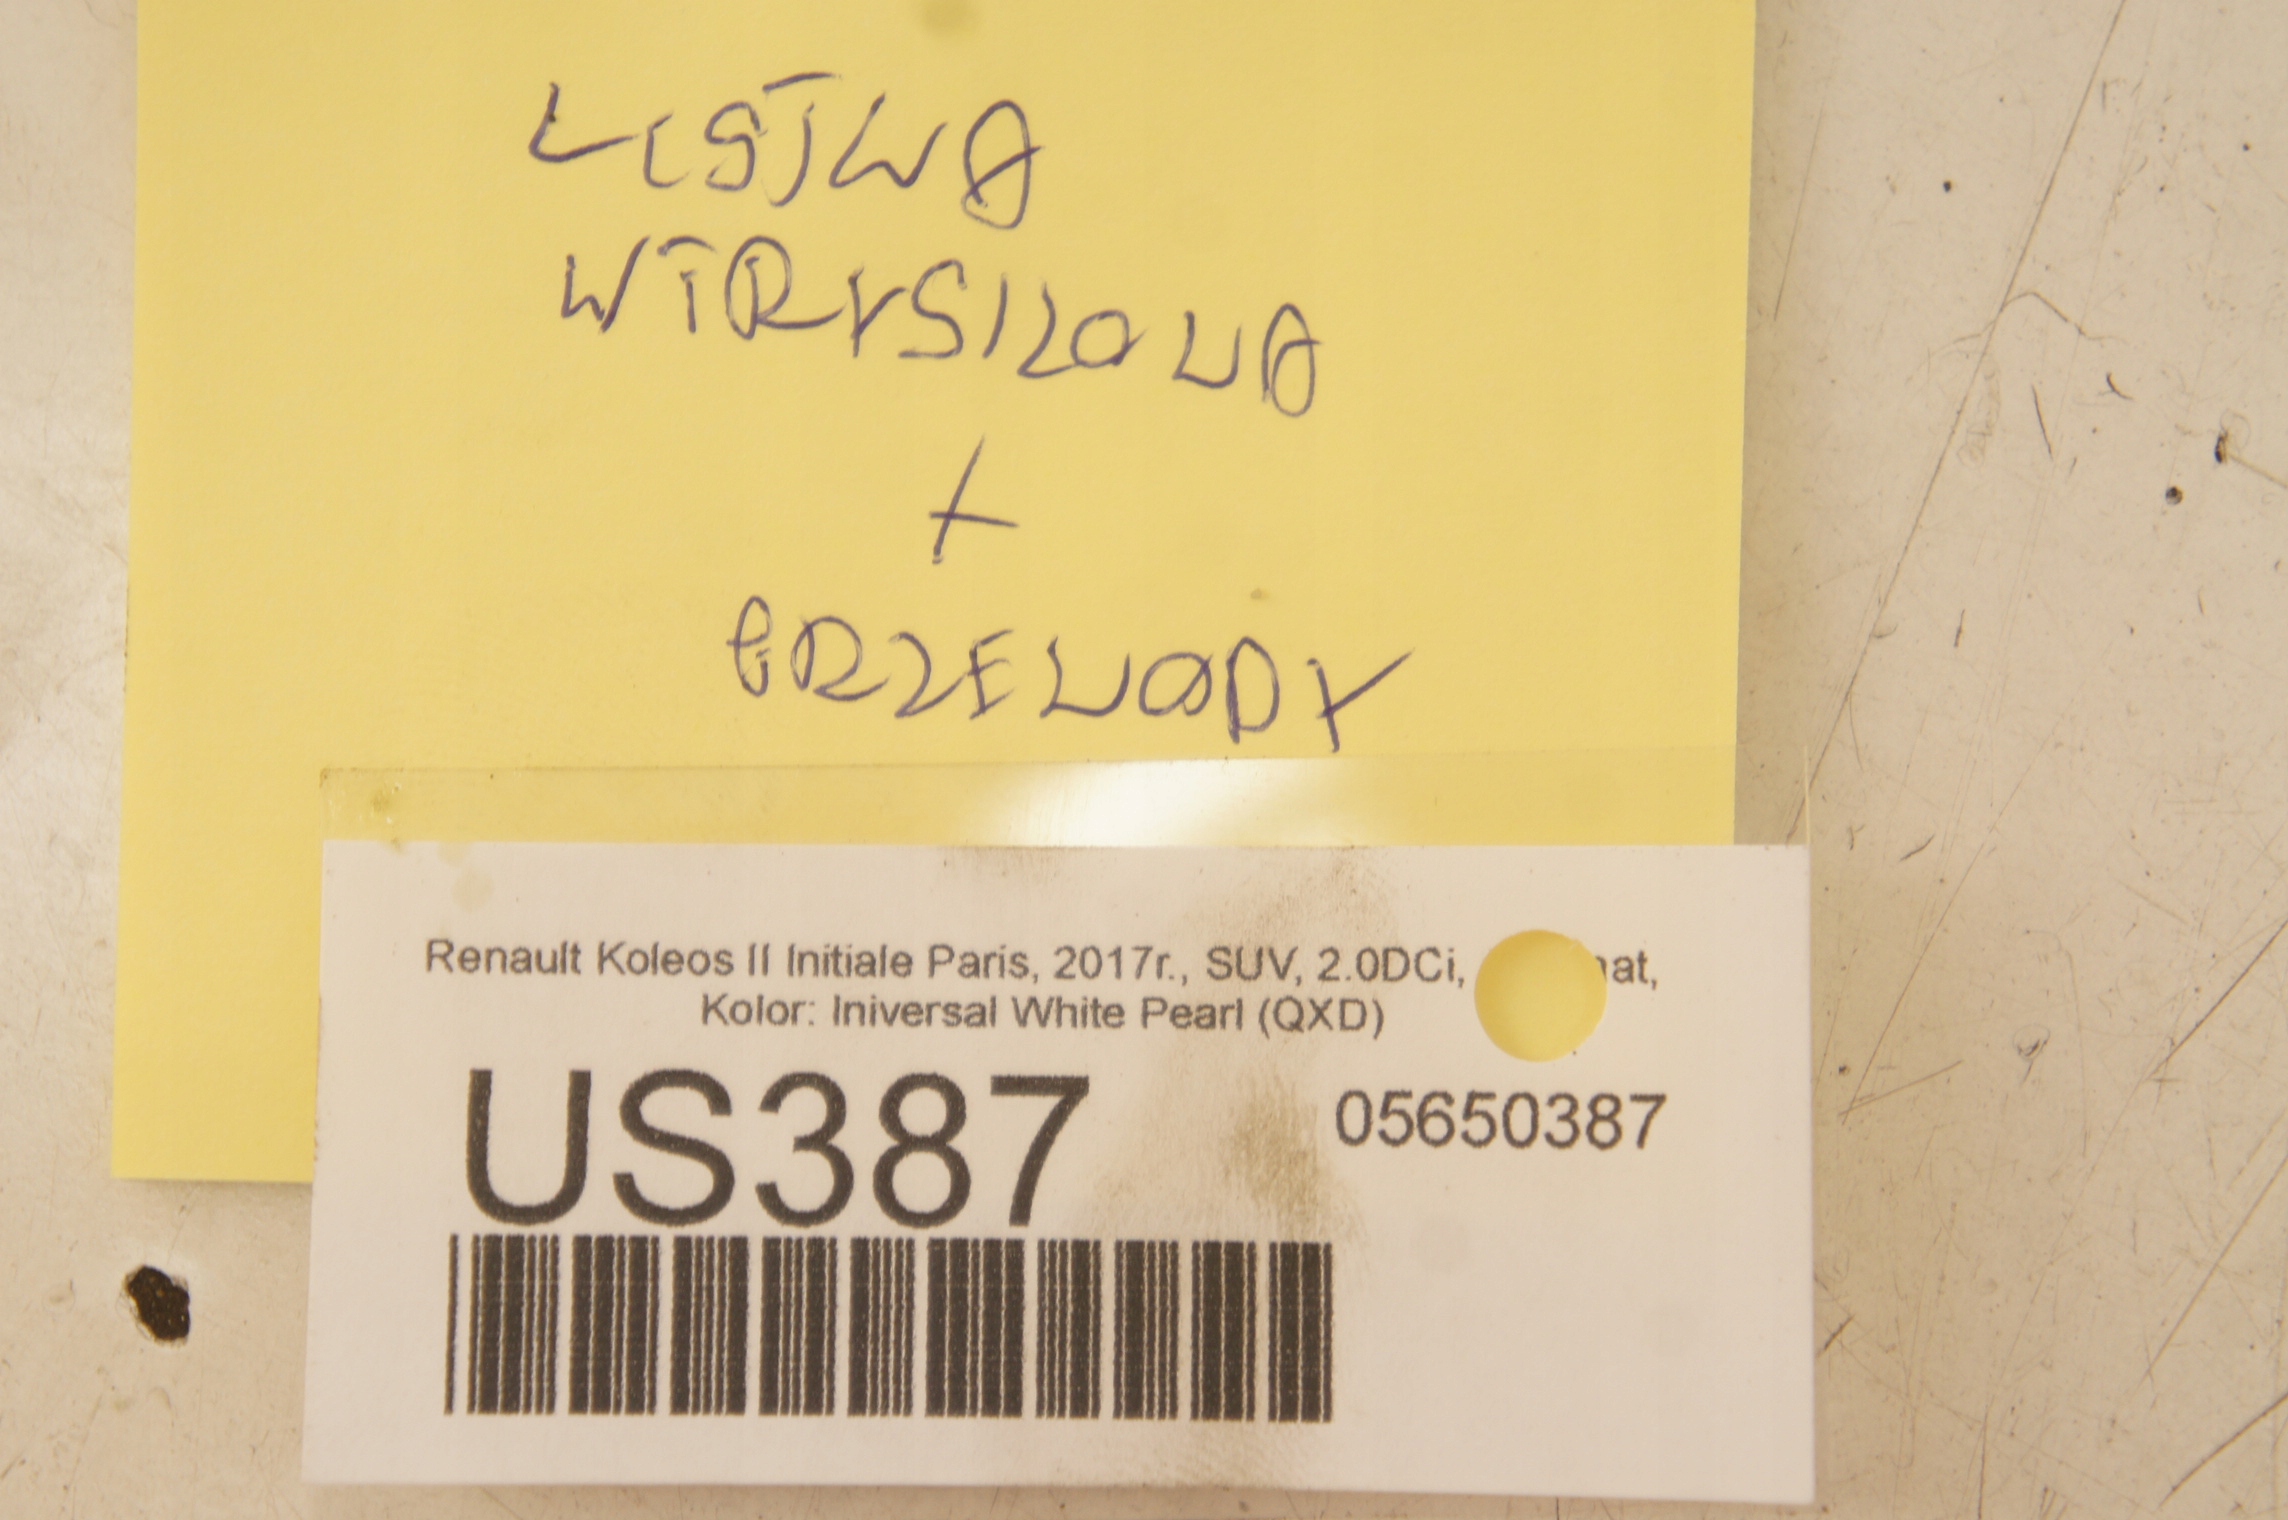 LISTWA
WTRYSKOWA
+
PRZEWODY
Renault Koleos II Initiale Paris, 2017r., SUV, 2.0DCi,
Kolor: Iniversal White Pearl (QXD)
US387
05650387